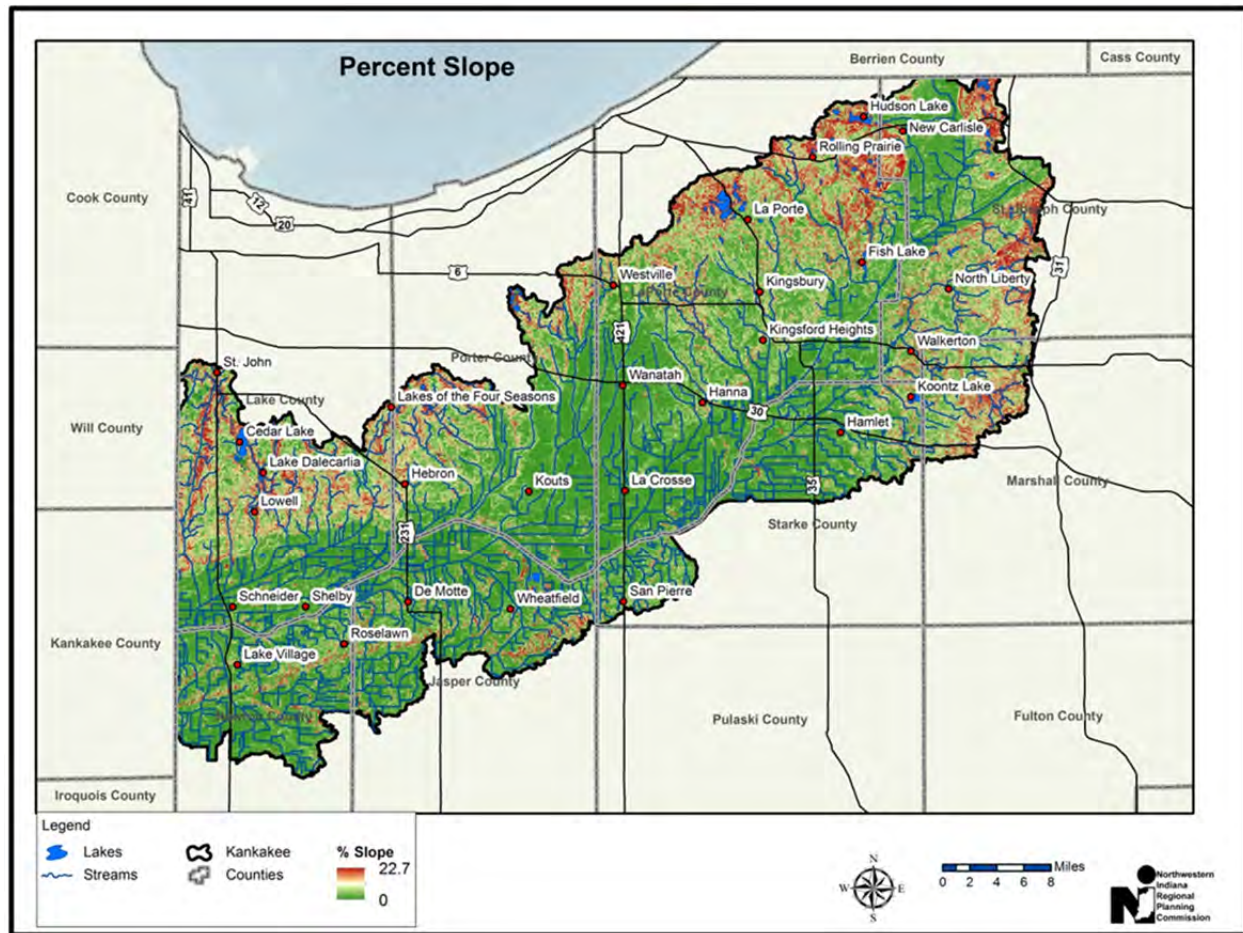 Percent Slope
Berrien County
Cass County
Hudson Lake
New Carlisle
Rolling Prairie
Cook County
41
12
20
La Porte
St. Joseph County
6
Fish Lake
31
Westville
Kingsbury
North Liberty
LaPorte County
421
Kingsford Heights
Porter County
Walkerton
St. John
Wanatah
Hanna
Koontz Lake
Lake County
Lakes of the Four Seasons
30
Will County
Hamlet
Cedar Lake
Lake Dalecarlia
Hebron
Kouts
La Crosse
35
Marshall County
Lowell
231
Starke County
Schneider
Shelby
De Motte
Wheatfield
San Pierre
Kankakee County
Roselawn
Lake Village
Jasper County
Pulaski County
Fulton County
Iroquois County
Legend
Lakes
Kankakee
% Slope
Streams
Counties
22.7
0
N
W
E
S
Miles
0 2 4 6 8
Northwestern
Indiana
Regional
Planning
Commission